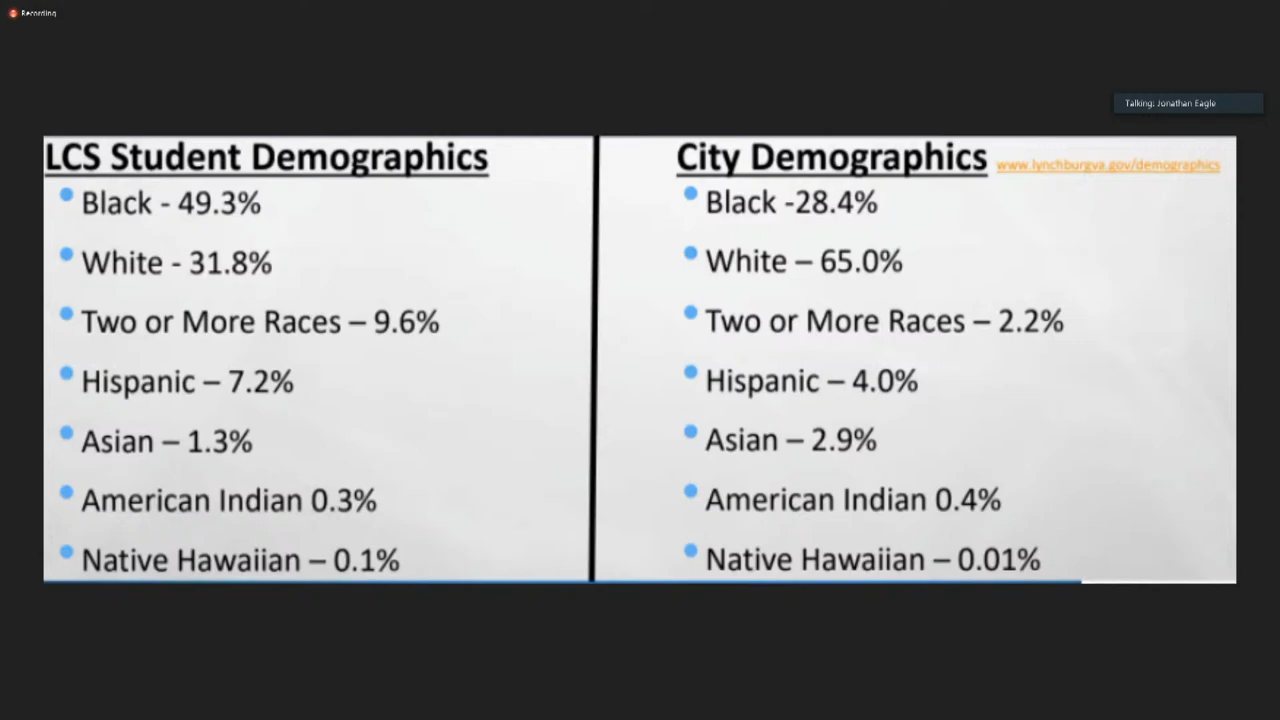 Recording
Talking: Jonathan Eagle
LCS Student Demographics
Black - 49.3%
White - 31.8%
Two or More Races – 9.6%
Hispanic – 7.2%
Asian – 1.3%
American Indian 0.3%
Native Hawaiian – 0.1%
City Demographics www.lynchburgva.gov/demographics
Black -28.4%
White – 65.0%
Two or More Races – 2.2%
Hispanic – 4.0%
Asian – 2.9%
American Indian 0.4%
Native Hawaiian – 0.01%